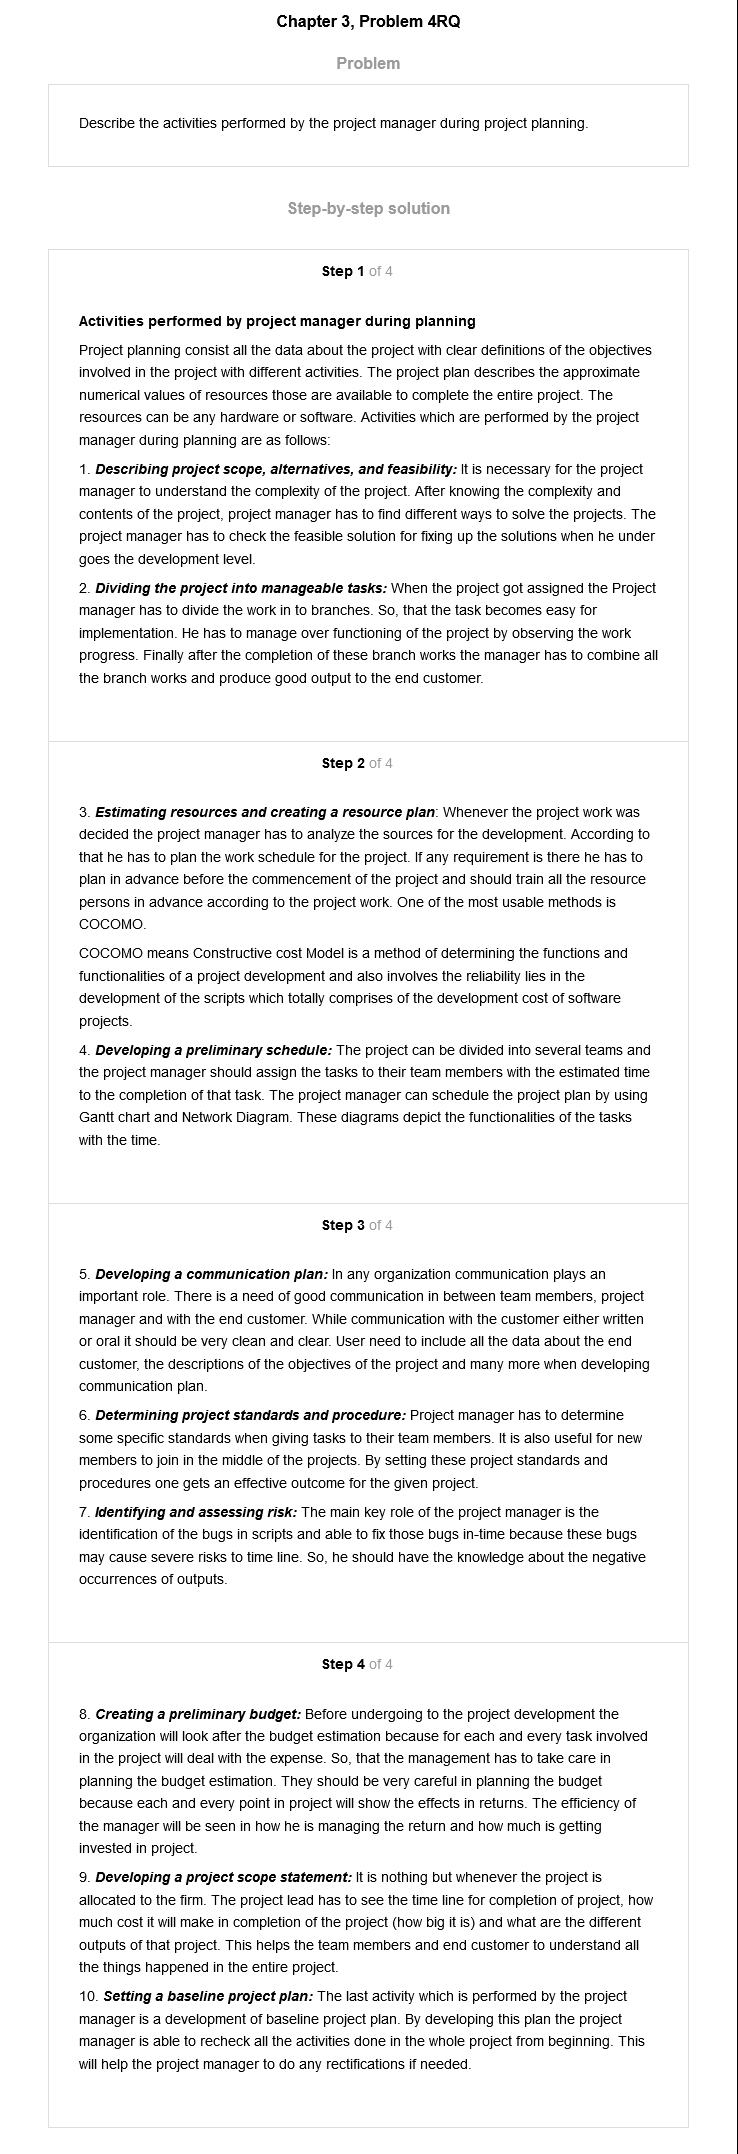 Chapter 3, Problem 4RQ
Problem
Describe the activities performed by the project manager during project planning.
Step-by-step solution
Step 1 of 4
Activities performed by project manager during planning
Project planning consist all the data about the project with clear definitions of the objectives
involved in the project with different activities. The project plan describes the approximate
numerical values of resources those are available to complete the entire project. The
resources can be any hardware or software. Activities which are performed by the project
manager during planning are as follows:
1. Describing project scope, alternatives, and feasibility: It is necessary for the project
manager to understand the complexity of the project. After knowing the complexity and
contents of the project, project manager has to find different ways to solve the projects. The
project manager has to check the feasible solution for fixing up the solutions when he under
goes the development level.
2. Dividing the project into manageable tasks: When the project got assigned the Project
manager has to divide the work in to branches. So, that the task becomes easy for
implementation. He has to manage over functioning of the project by observing the work
progress. Finally after the completion of these branch works the manager has to combine all
the branch works and produce good output to the end customer.
Step 2 of 4
3. Estimating resources and creating a resource plan: Whenever the project work was
decided the project manager has to analyze the sources for the development. According to
that he has to plan the work schedule for the project. If any requirement is there he has to
plan in advance before the commencement of the project and should train all the resource
persons in advance according to the project work. One of the most usable methods is
COCOMO.
COCOMO means Constructive cost Model is a method of determining the functions and
functionalities of a project development and also involves the reliability lies in the
development of the scripts which totally comprises of the development cost of software
projects.
4. Developing a preliminary schedule: The project can be divided into several teams and
the project manager should assign the tasks to their team members with the estimated time
to the completion of that task. The project manager can schedule the project plan by using
Gantt chart and Network Diagram. These diagrams depict the functionalities of the tasks
with the time.
Step 3 of 4
5. Developing a communication plan: In any organization communication plays an
important role. There is a need of good communication in between team members, project
manager and with the end customer. While communication with the customer either written
or oral it should be very clean and clear. User need to include all the data about the end
customer, the descriptions of the objectives of the project and many more when developing
communication plan.
6. Determining project standards and procedure: Project manager has to determine
some specific standards when giving tasks to their team members. It is also useful for new
members to join in the middle of the projects. By setting these project standards and
procedures one gets an effective outcome for the given project.
7. Identifying and assessing risk: The main key role of the project manager is the
identification of the bugs in scripts and able to fix those bugs in-time because these bugs
may cause severe risks to time line. So, he should have the knowledge about the negative
occurrences of outputs.
Step 4 of 4
8. Creating a preliminary budget: Before undergoing to the project development the
organization will look after the budget estimation because for each and every task involved
in the project will deal with the expense. So, that the management has to take care in
planning the budget estimation. They should be very careful in planning the budget
because each and every point in project will show the effects in returns. The efficiency of
the manager will be seen in how he is managing the return and how much is getting
invested in project.
9. Developing a project scope statement: It is nothing but whenever the project is
allocated to the firm. The project lead has to see the time line for completion of project, how
much cost it will make in completion of the project (how big it is) and what are the different
outputs of that project. This helps the team members and end customer to understand all
the things happened in the entire project.
10. Setting a baseline project plan: The last activity which is performed by the project
manager is a development of baseline project plan. By developing this plan the project
manager is able to recheck all the activities done in the whole project from beginning. This
will help the project manager to do any rectifications if needed.